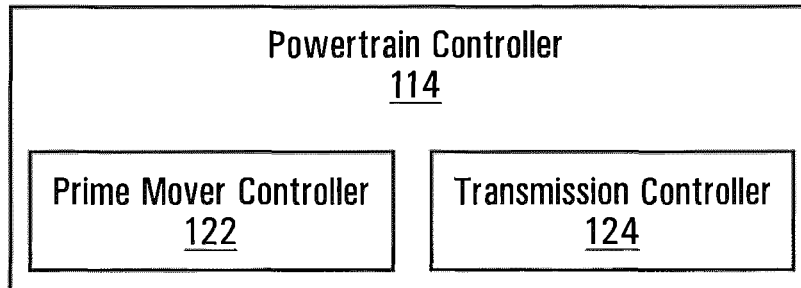 Powertrain Controller
114
Prime Mover Controller
122
Transmission Controller
124